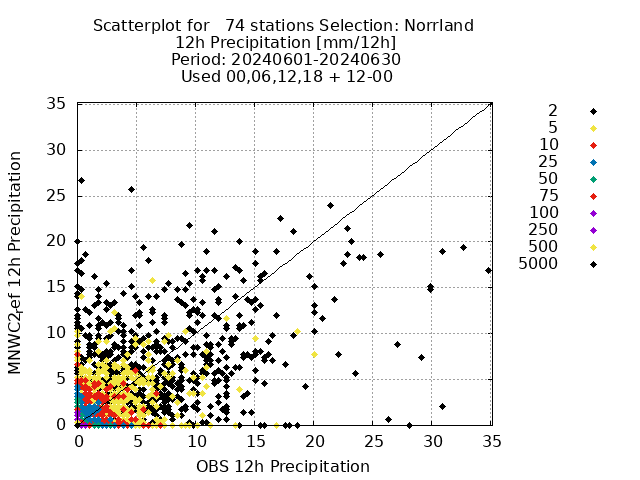 Scatterplot for 74 stations Selection: Norrland
12h Precipitation [mm/12h]
Period: 20240601-20240630
Used 00,06,12,18 + 12-00
35
30
25
20
15
10
5
0
0 5 10 15 20 25 30 35
OBS 12h Precipitation
MNWC2,ef 12h Precipitation
2
5
10
25
50
75
100
250
500
5000